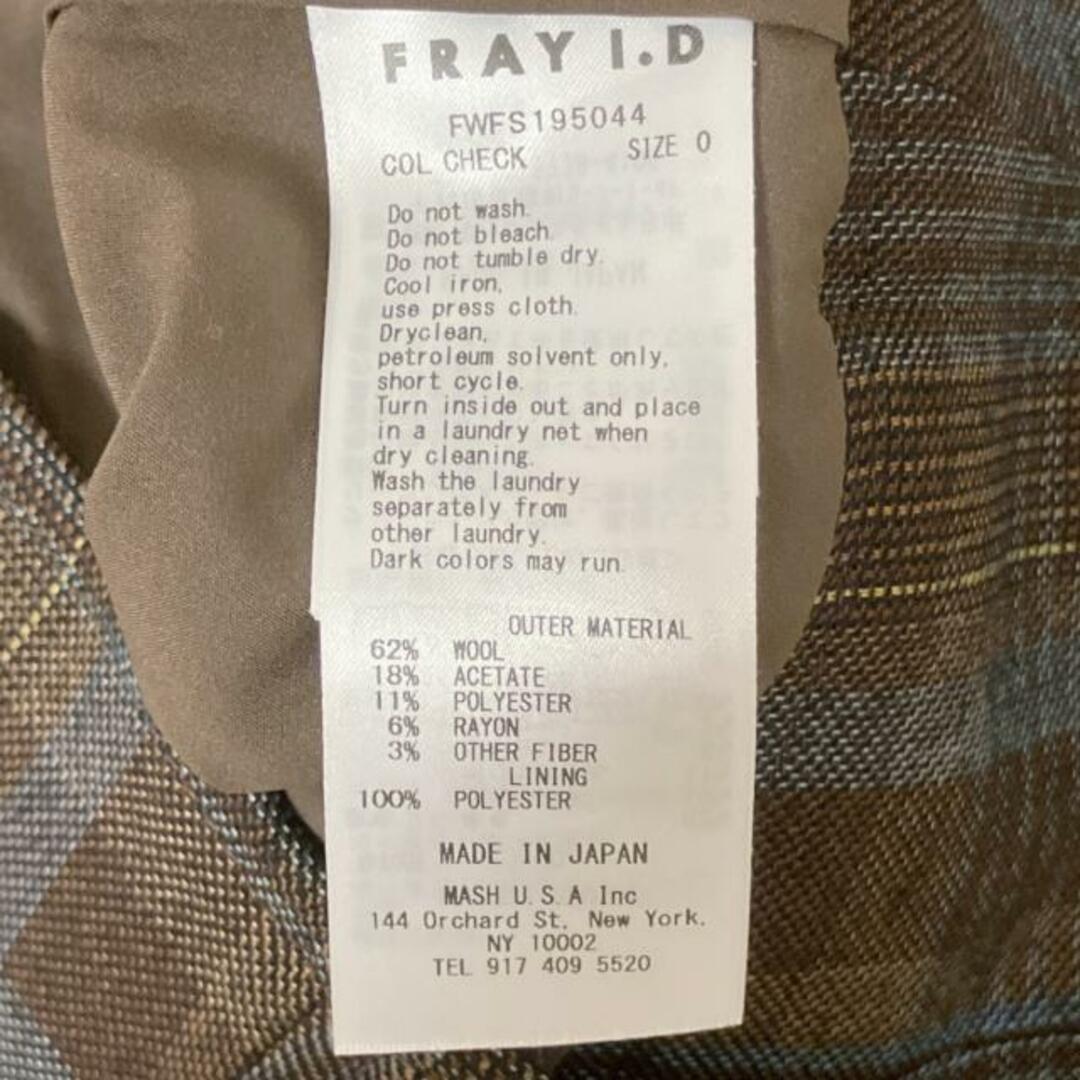 FRAY I.D
FWFS195044
COL CHECK SIZE 0
Do not wash.
Do not bleach.
Do not tumble dry.
Cool iron,
use press cloth.
Dryclean,
petroleum solvent only,
short cycle.
Turn inside out and place
in a laundry net when
dry cleaning.
Wash the laundry
separately from
other laundry.
Dark colors may run.
OUTER MATERIAL
62% WOOL
18% ACETATE
11% POLYESTER
6% RAYON
3% OTHER FIBER
LINING
100% POLYESTER
MADE IN JAPAN
MASH U.S.A Inc
144 Orchard St, New York.
NY 10002
TEL 917 409 5520